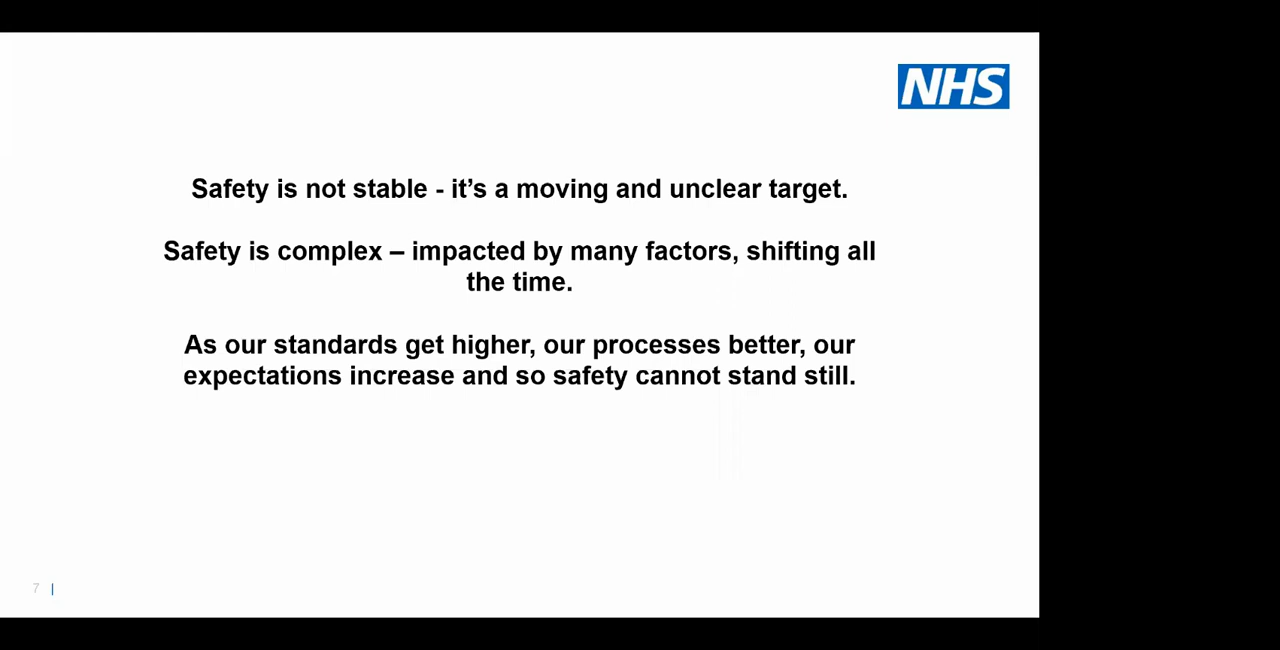 NHS
Safety is not stable - it’s a moving and unclear target.
Safety is complex – impacted by many factors, shifting all
the time.
As our standards get higher, our processes better, our
expectations increase and so safety cannot stand still.
7 |